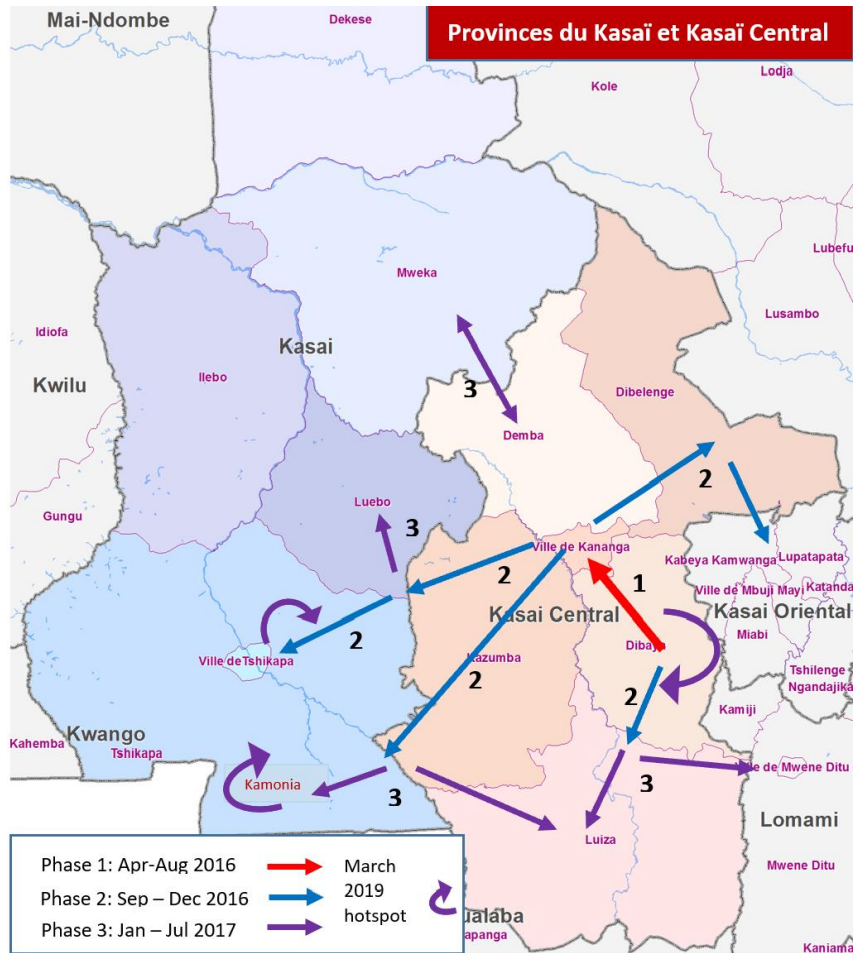 Mai-Ndombe
Dekese
Provinces du Kasaï et Kasaï Central
Kole
Lodja
Lubefu
Mweka
Lusambo
Idiofa
Kasai
Kwilu
Ilebo
3
Dibelenge
Demba
2
Luebo
3
Gungu
Ville de Kananga
Kabeya Kamwanga
Lupatapata
1
2
Ville de Mbuji Mayi
Katanda
Kasai Central
Kasai Oriental
2
Miabi
Dibaya
Ville de Tshikapa
Kazumba
2
Tshilenge
Ngandajika
2
Kamiji
Kwango
Kahemba
Tshikapa
Ville de Mwene Ditu
Kamonia
3
3
Lomami
Luiza
Mwene Ditu
Phase 1: Apr-Aug 2016
Phase 2: Sep – Dec 2016
Phase 3: Jan – Jul 2017
March
2019
hotspot
ualaba
apanga
Kaniama